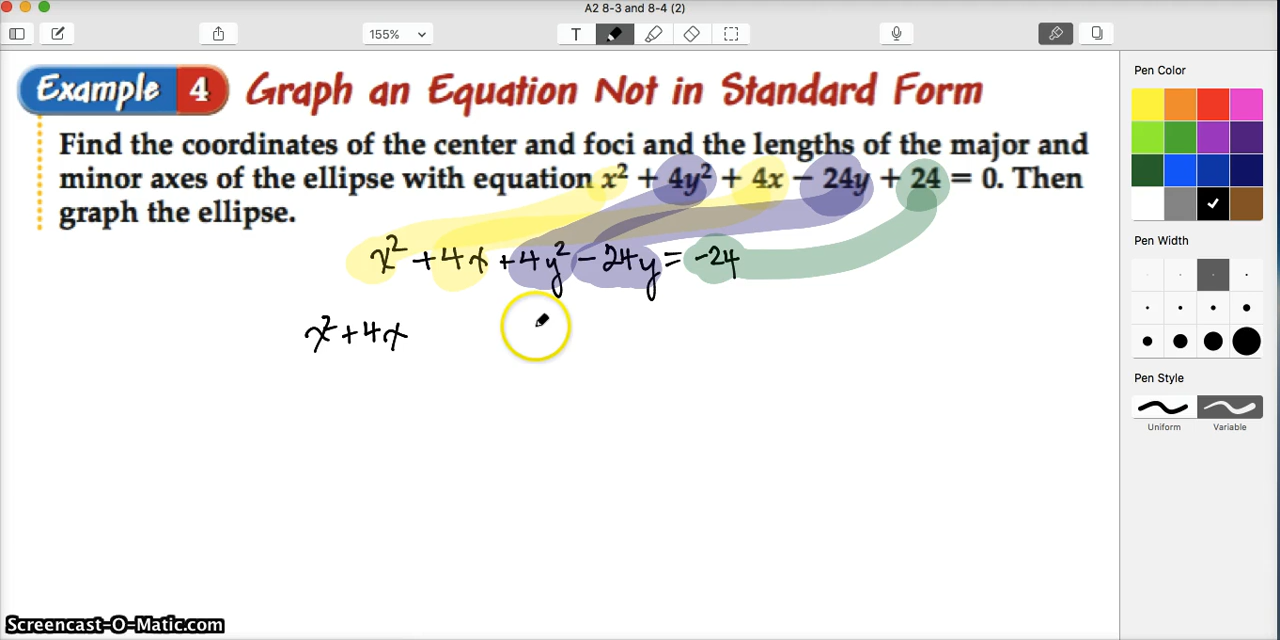 A2 8-3 and 8-4 (2)
155%
T
Example 4 Graph an Equation Not in Standard Form
Find the coordinates of the center and foci and the lengths of the major and
minor axes of the ellipse with equation x² + 4y² + 4x − 24y + 24 = 0. Then
graph the ellipse.
x² + 4x + 4y² − 24y = -24
x² + 4x
Pen Color
Pen Width
Pen Style
Uniform Variable
Screencast-O-Matic.com